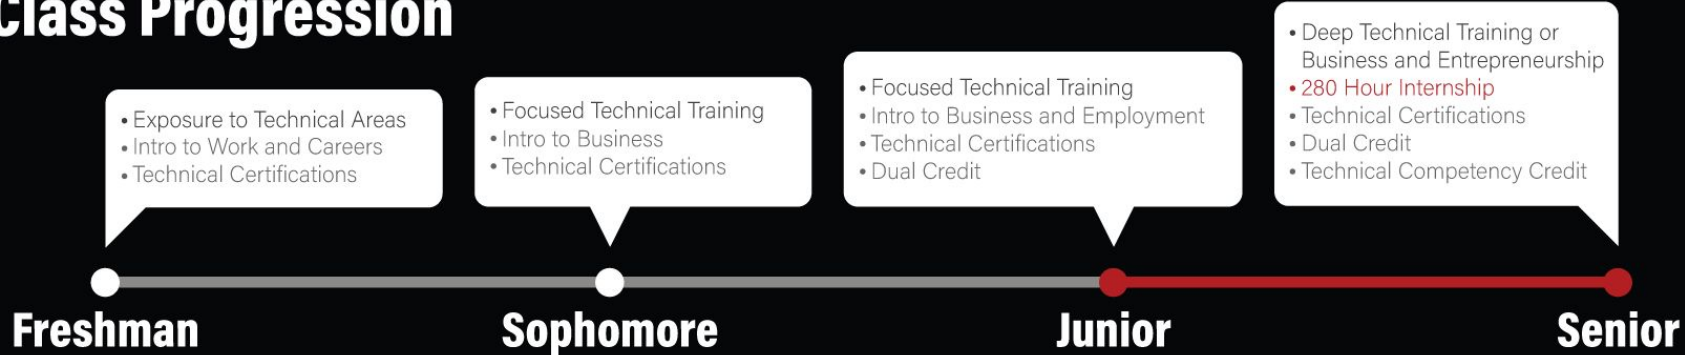 Class Progression
• Exposure to Technical Areas
• Intro to Work and Careers
• Technical Certifications
• Focused Technical Training
• Intro to Business
• Technical Certifications
• Focused Technical Training
• Intro to Business and Employment
• Technical Certifications
• Dual Credit
• Deep Technical Training or
Business and Entrepreneurship
• 280 Hour Internship
• Technical Certifications
• Dual Credit
• Technical Competency Credit
Freshman
Sophomore
Junior
Senior